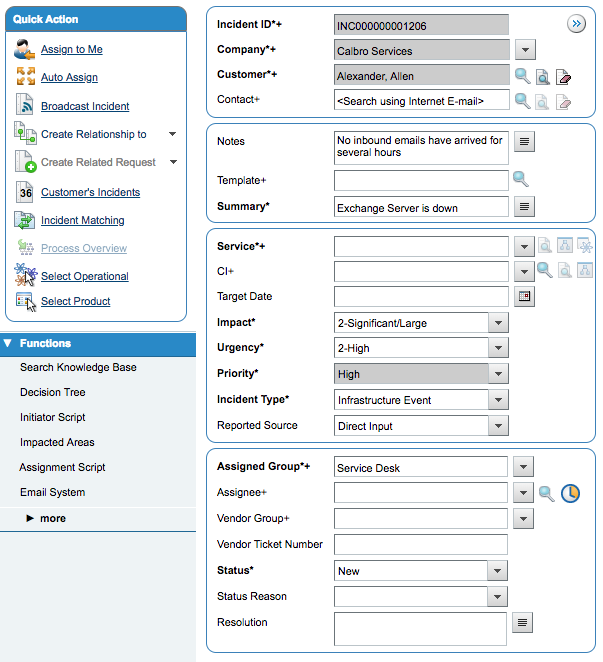 Quick Action
Assign to Me
Auto Assign
Broadcast Incident
Create Relationship to
Create Related Request
36 Customer's Incidents
Incident Matching
Process Overview
Select Operational
Select Product
Functions
Search Knowledge Base
Decision Tree
Initiator Script
Impacted Areas
Assignment Script
Email System
more
Incident ID*+ INC000000001206
Company*+ Calbro Services
Customer*+ Alexander, Allen
Contact+ <Search using Internet E-mail>
Notes No inbound emails have arrived for
several hours
Template+
Summary* Exchange Server is down
Service*+
CI+
Target Date
Impact* 2-Significant/Large
Urgency* 2-High
Priority* High
Incident Type* Infrastructure Event
Reported Source Direct Input
Assigned Group*+ Service Desk
Assignee+
Vendor Group+
Vendor Ticket Number
Status* New
Status Reason
Resolution